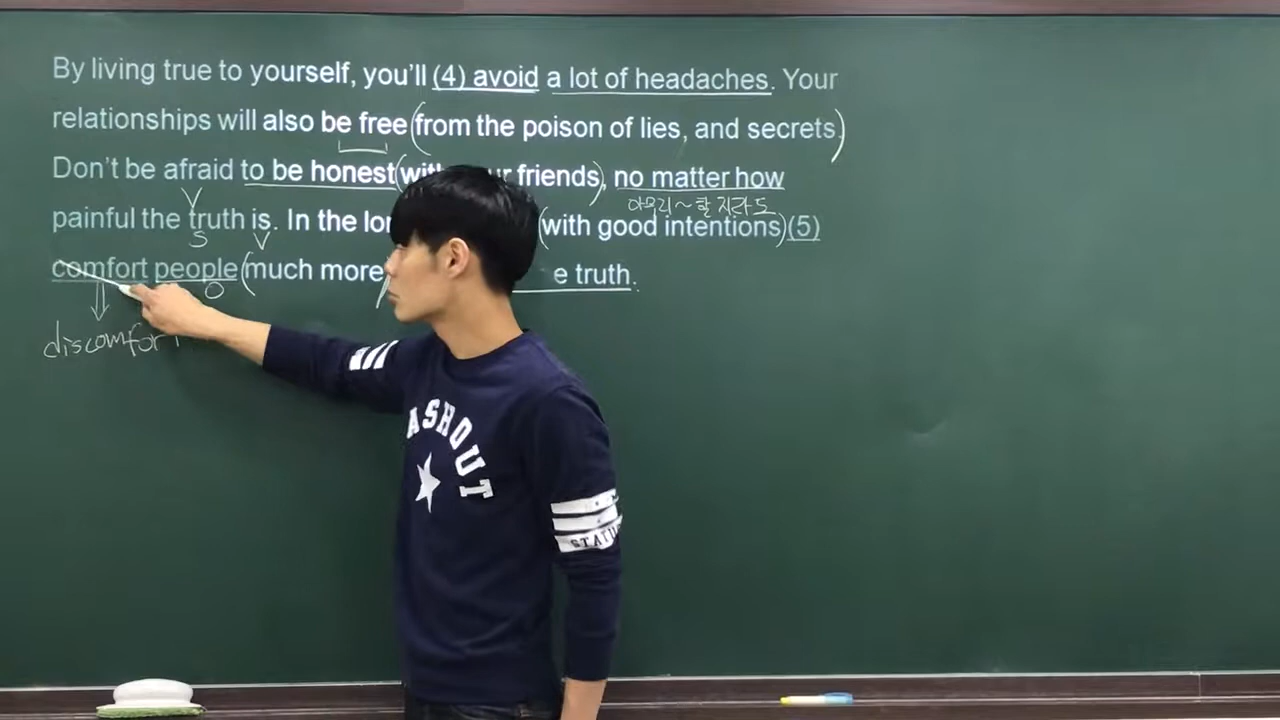 By living true to yourself, you'll (4) avoid a lot of headaches. Your
relationships will also be free (from the poison of lies, and secrets)
Don't be afraid to be honest (with friends), no matter how
아무리~할지라도
painful the truth is. In the (with good intentions) (5)
V
S
V
comfort people (much more e truth.
O
discomfort
ASHOUT
STATU